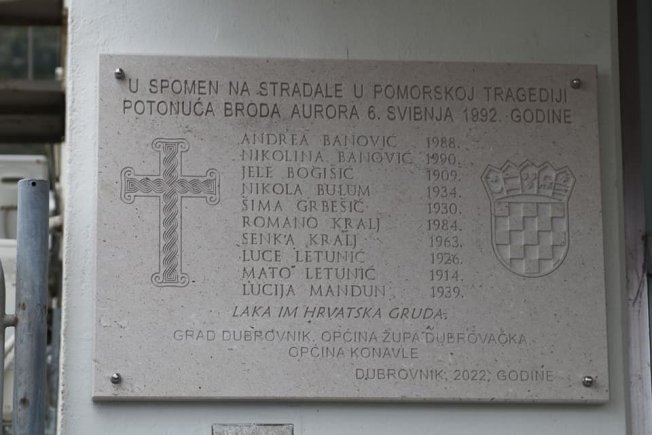 U SPOMEN NA STRADALE U POMORSKOJ TRAGEDIJI
POTONUĆA BRODA AURORA 6. SVIBNJA 1992. GODINE
ANDREA BANOVIĆ 1988.
NIKOLINA BANOVIĆ 1990.
JELE BOGIŠIĆ 1909.
NIKOLA BULUM 1934.
ŠIMA GRBEŠIĆ 1930.
ROMANO KRALJ 1984.
SENKA KRALJ 1963.
LUCE LETUNIĆ 1926.
MATO LETUNIĆ 1914.
LUCIJA MANDUN 1939.
LAKA IM HRVATSKA GRUDA.
GRAD DUBROVNIK, OPĆINA ŽUPA DUBROVAČKA,
OPĆINA KONAVLE
DUBROVNIK, 2022. GODINE